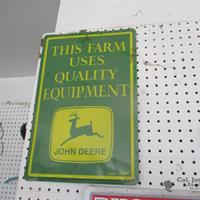 THIS FARM
USES
QUALITY
EQUIPMENT
JOHN DEERE